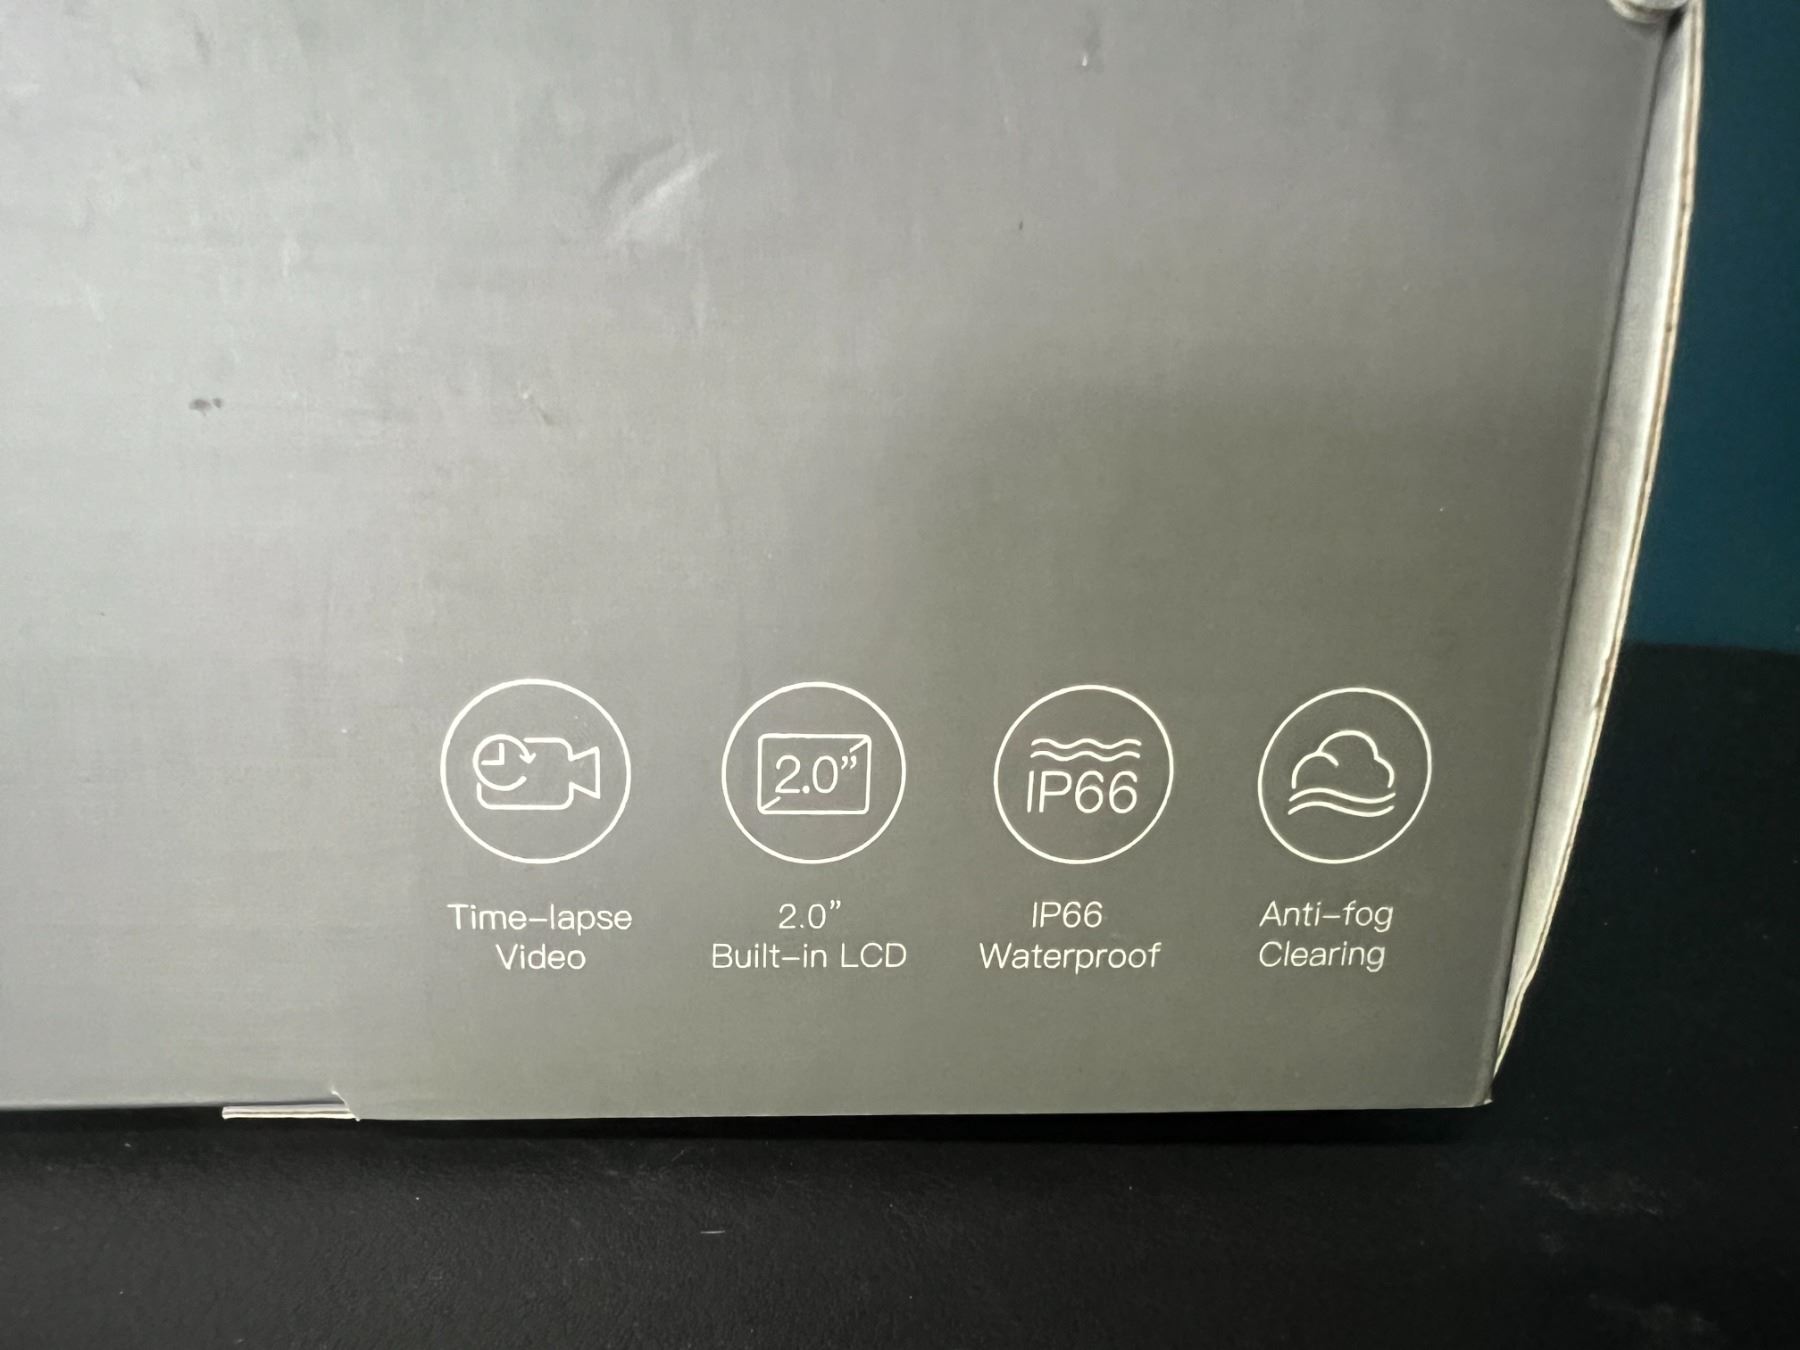 2.0”
IP66
Time-lapse
Video
2.0”
Built-in LCD
IP66
Waterproof
Anti-fog
Clearing